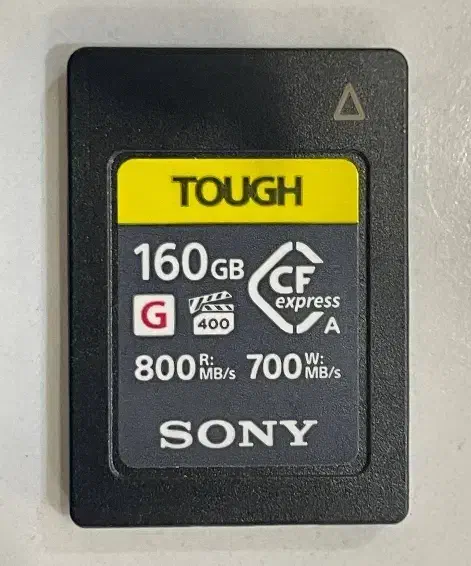 TOUGH
160GB
CF
express
A
G
400
800 R: MB/s 700 W: MB/s
SONY